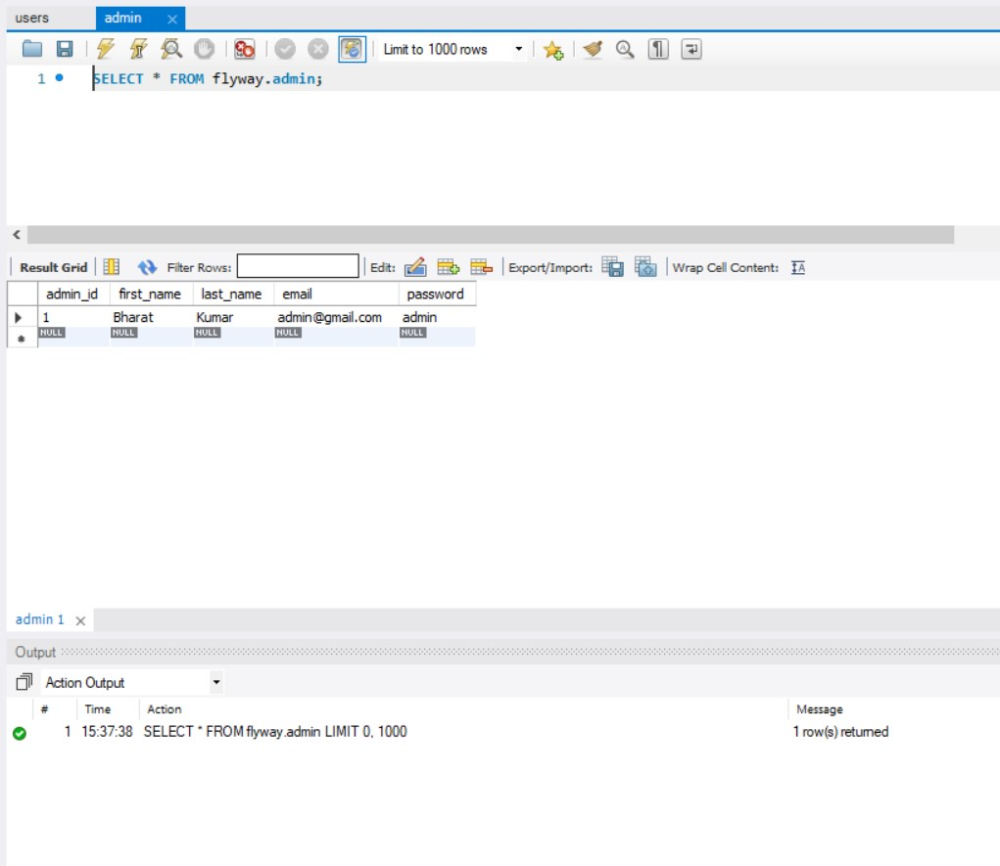 users admin
Limit to 1000 rows
1 SELECT * FROM flyway.admin;
Result Grid Filter Rows: Edit: Export/Import: Wrap Cell Content:
admin_id first_name last_name email password
1 Bharat Kumar admin@gmail.com admin
NULL NULL NULL NULL NULL
admin 1
Output
Action Output
# Time Action Message
1 15:37:38 SELECT * FROM flyway.admin LIMIT 0, 1000 1 row(s) returned